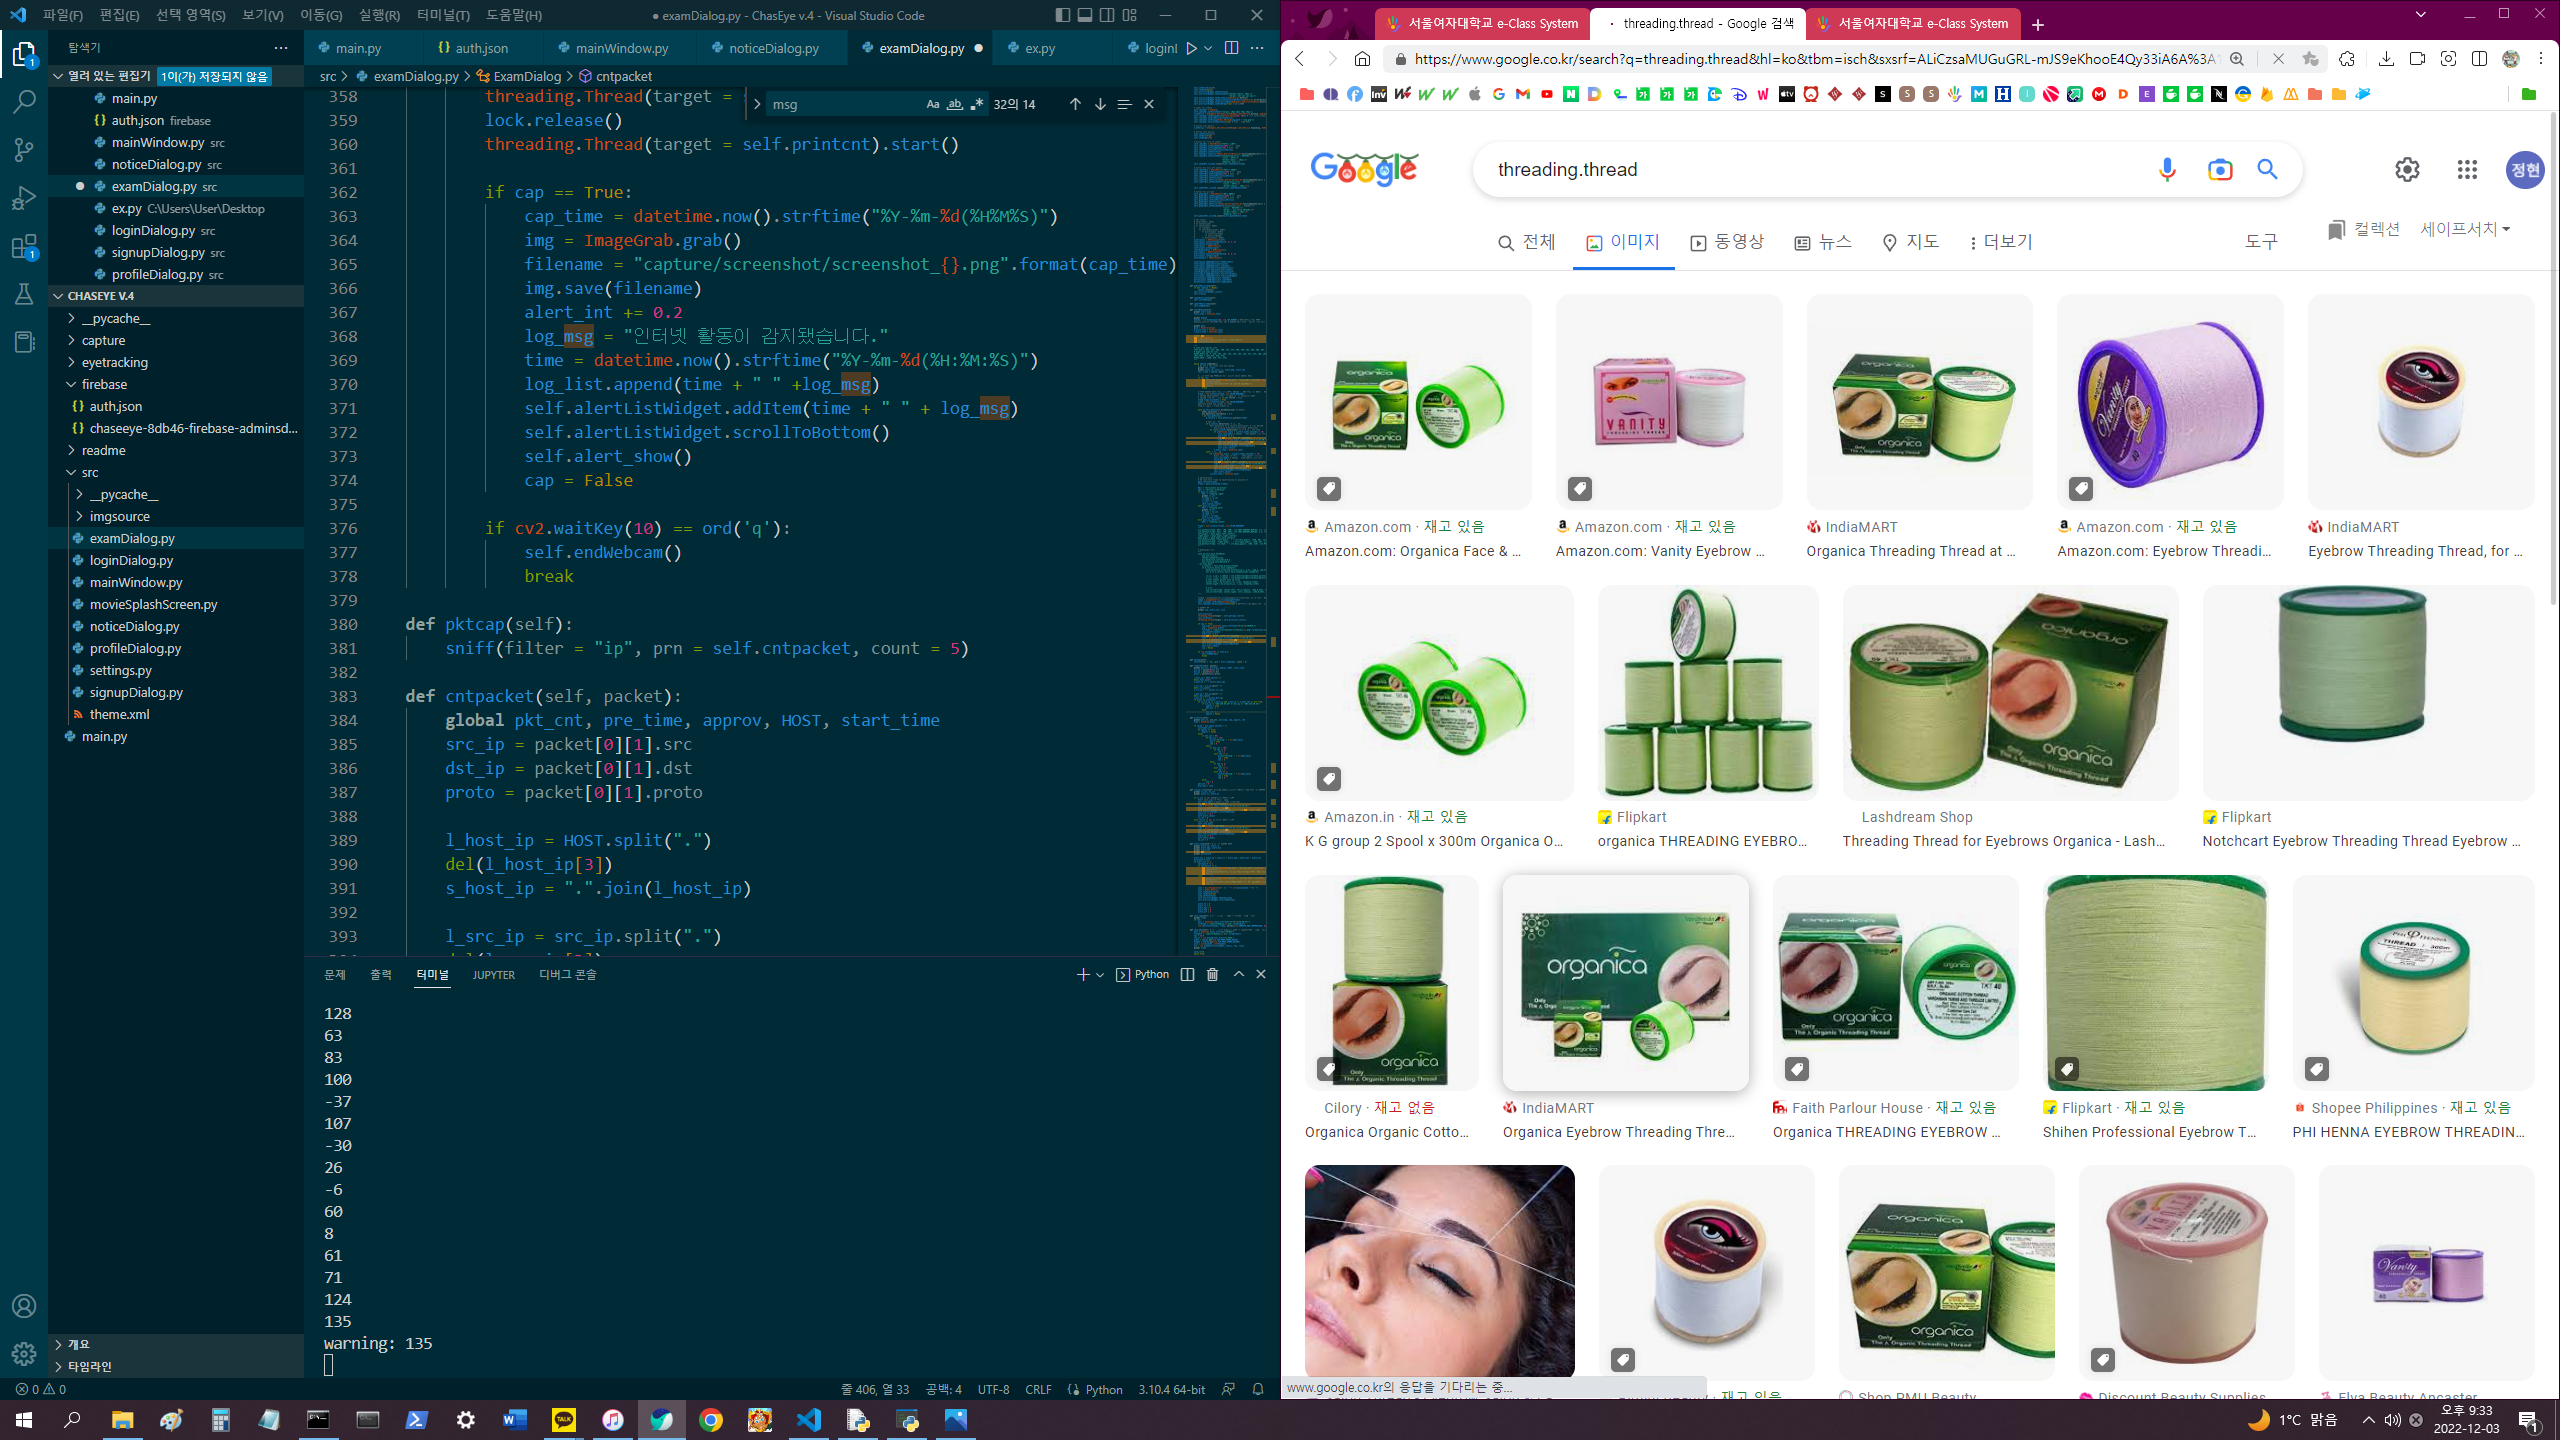 파일(F) 편집(E) 선택 영역(S) 보기(V) 이동(G) 실행(R) 터미널(T) 도움말(H)
● examDialog.py - ChasEye v.4 - Visual Studio Code
탐색기
열려 있는 편집기 1이(가) 저장되지 않음
main.py
auth.json firebase
mainWindow.py src
noticeDialog.py src
examDialog.py src
ex.py C:\Users\User\Desktop
loginDialog.py src
signupDialog.py src
profileDialog.py src
CHASEYE V.4
__pycache__
capture
eyetracking
firebase
auth.json
chaseeye-8db46-firebase-adminsd...
readme
src
__pycache__
imgsource
examDialog.py
loginDialog.py
mainWindow.py
movieSplashScreen.py
noticeDialog.py
profileDialog.py
settings.py
signupDialog.py
theme.xml
main.py
개요
타임라인
main.py auth.json mainWindow.py noticeDialog.py examDialog.py ex.py loginI
src > examDialog.py > ExamDialog > cntpacket
msg
Aa ab 32의 14
358 threading.Thread(target =
359 lock.release()
360 threading.Thread(target = self.printcnt).start()
361
362 if cap == True:
363 cap_time = datetime.now().strftime("%Y-%m-%d(%H%M%S)")
364 img = ImageGrab.grab()
365 filename = "capture/screenshot/screenshot_{}.png".format(cap_time)
366 img.save(filename)
367 alert_int += 0.2
368 log_msg = "인터넷 활동이 감지됐습니다."
369 time = datetime.now().strftime("%Y-%m-%d(%H:%M:%S)")
370 log_list.append(time + " " +log_msg)
371 self.alertListWidget.addItem(time + " " + log_msg)
372 self.alertListWidget.scrollToBottom()
373 self.alert_show()
374 cap = False
375
376 if cv2.waitKey(10) == ord('q'):
377 self.endWebcam()
378 break
379
380 def pktcap(self):
381 sniff(filter = "ip", prn = self.cntpacket, count = 5)
382
383 def cntpacket(self, packet):
384 global pkt_cnt, pre_time, approv, HOST, start_time
385 src_ip = packet[0][1].src
386 dst_ip = packet[0][1].dst
387 proto = packet[0][1].proto
388
389 l_host_ip = HOST.split(".")
390 del(l_host_ip[3])
391 s_host_ip = ".".join(l_host_ip)
392
393 l_src_ip = src_ip.split(".")
문제 출력 터미널 JUPYTER 디버그 콘솔
Python
128
63
83
100
-37
107
-30
26
-6
60
8
61
71
124
135
warning: 135
0 0
줄 406, 열 33 공백: 4 UTF-8 CRLF Python 3.10.4 64-bit
서울여자대학교 e-Class System
threading.thread - Google 검색
서울여자대학교 e-Class System
https://www.google.co.kr/search?q=threading.thread&hl=ko&tbm=isch&sxsrf=ALiCzsaMUGuGRL-mJS9eKhooE4Qy33iA6A%3A1
Google
threading.thread
정현
전체 이미지 동영상 뉴스 지도 더보기 도구 컬렉션 세이프서치
Amazon.com · 재고 있음
Amazon.com: Organica Face & ...
Amazon.com · 재고 있음
Amazon.com: Vanity Eyebrow ...
IndiaMART
Organica Threading Thread at ...
Amazon.com · 재고 있음
Amazon.com: Eyebrow Threadi...
IndiaMART
Eyebrow Threading Thread, for ...
Amazon.in · 재고 있음
K G group 2 Spool x 300m Organica O...
Flipkart
organica THREADING EYEBRO...
Lashdream Shop
Threading Thread for Eyebrows Organica - Lash...
Flipkart
Notchcart Eyebrow Threading Thread Eyebrow ...
Cilory · 재고 없음
Organica Organic Cotto...
IndiaMART
Organica Eyebrow Threading Thre...
Faith Parlour House · 재고 있음
Organica THREADING EYEBROW ...
Flipkart · 재고 있음
Shihen Professional Eyebrow T...
Shopee Philippines · 재고 있음
PHI HENNA EYEBROW THREADIN...
Shop PMU Beauty
Discount Beauty Supplies
Elya Beauty Ancaster
www.google.co.kr의 응답을 기다리는 중...
1°C 맑음
오후 9:33
2022-12-03